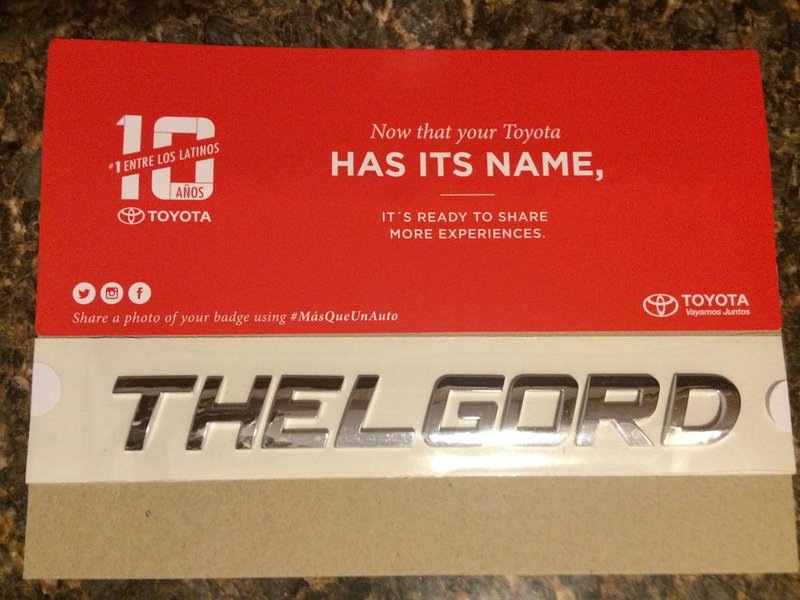 10
#1 ENTRE LOS LATINOS
AÑOS
TOYOTA
Now that your Toyota
HAS ITS NAME,
IT´S READY TO SHARE
MORE EXPERIENCES.
Share a photo of your badge using #MásQueUnAuto
TOYOTA
Vayamos Juntos
THELGORD